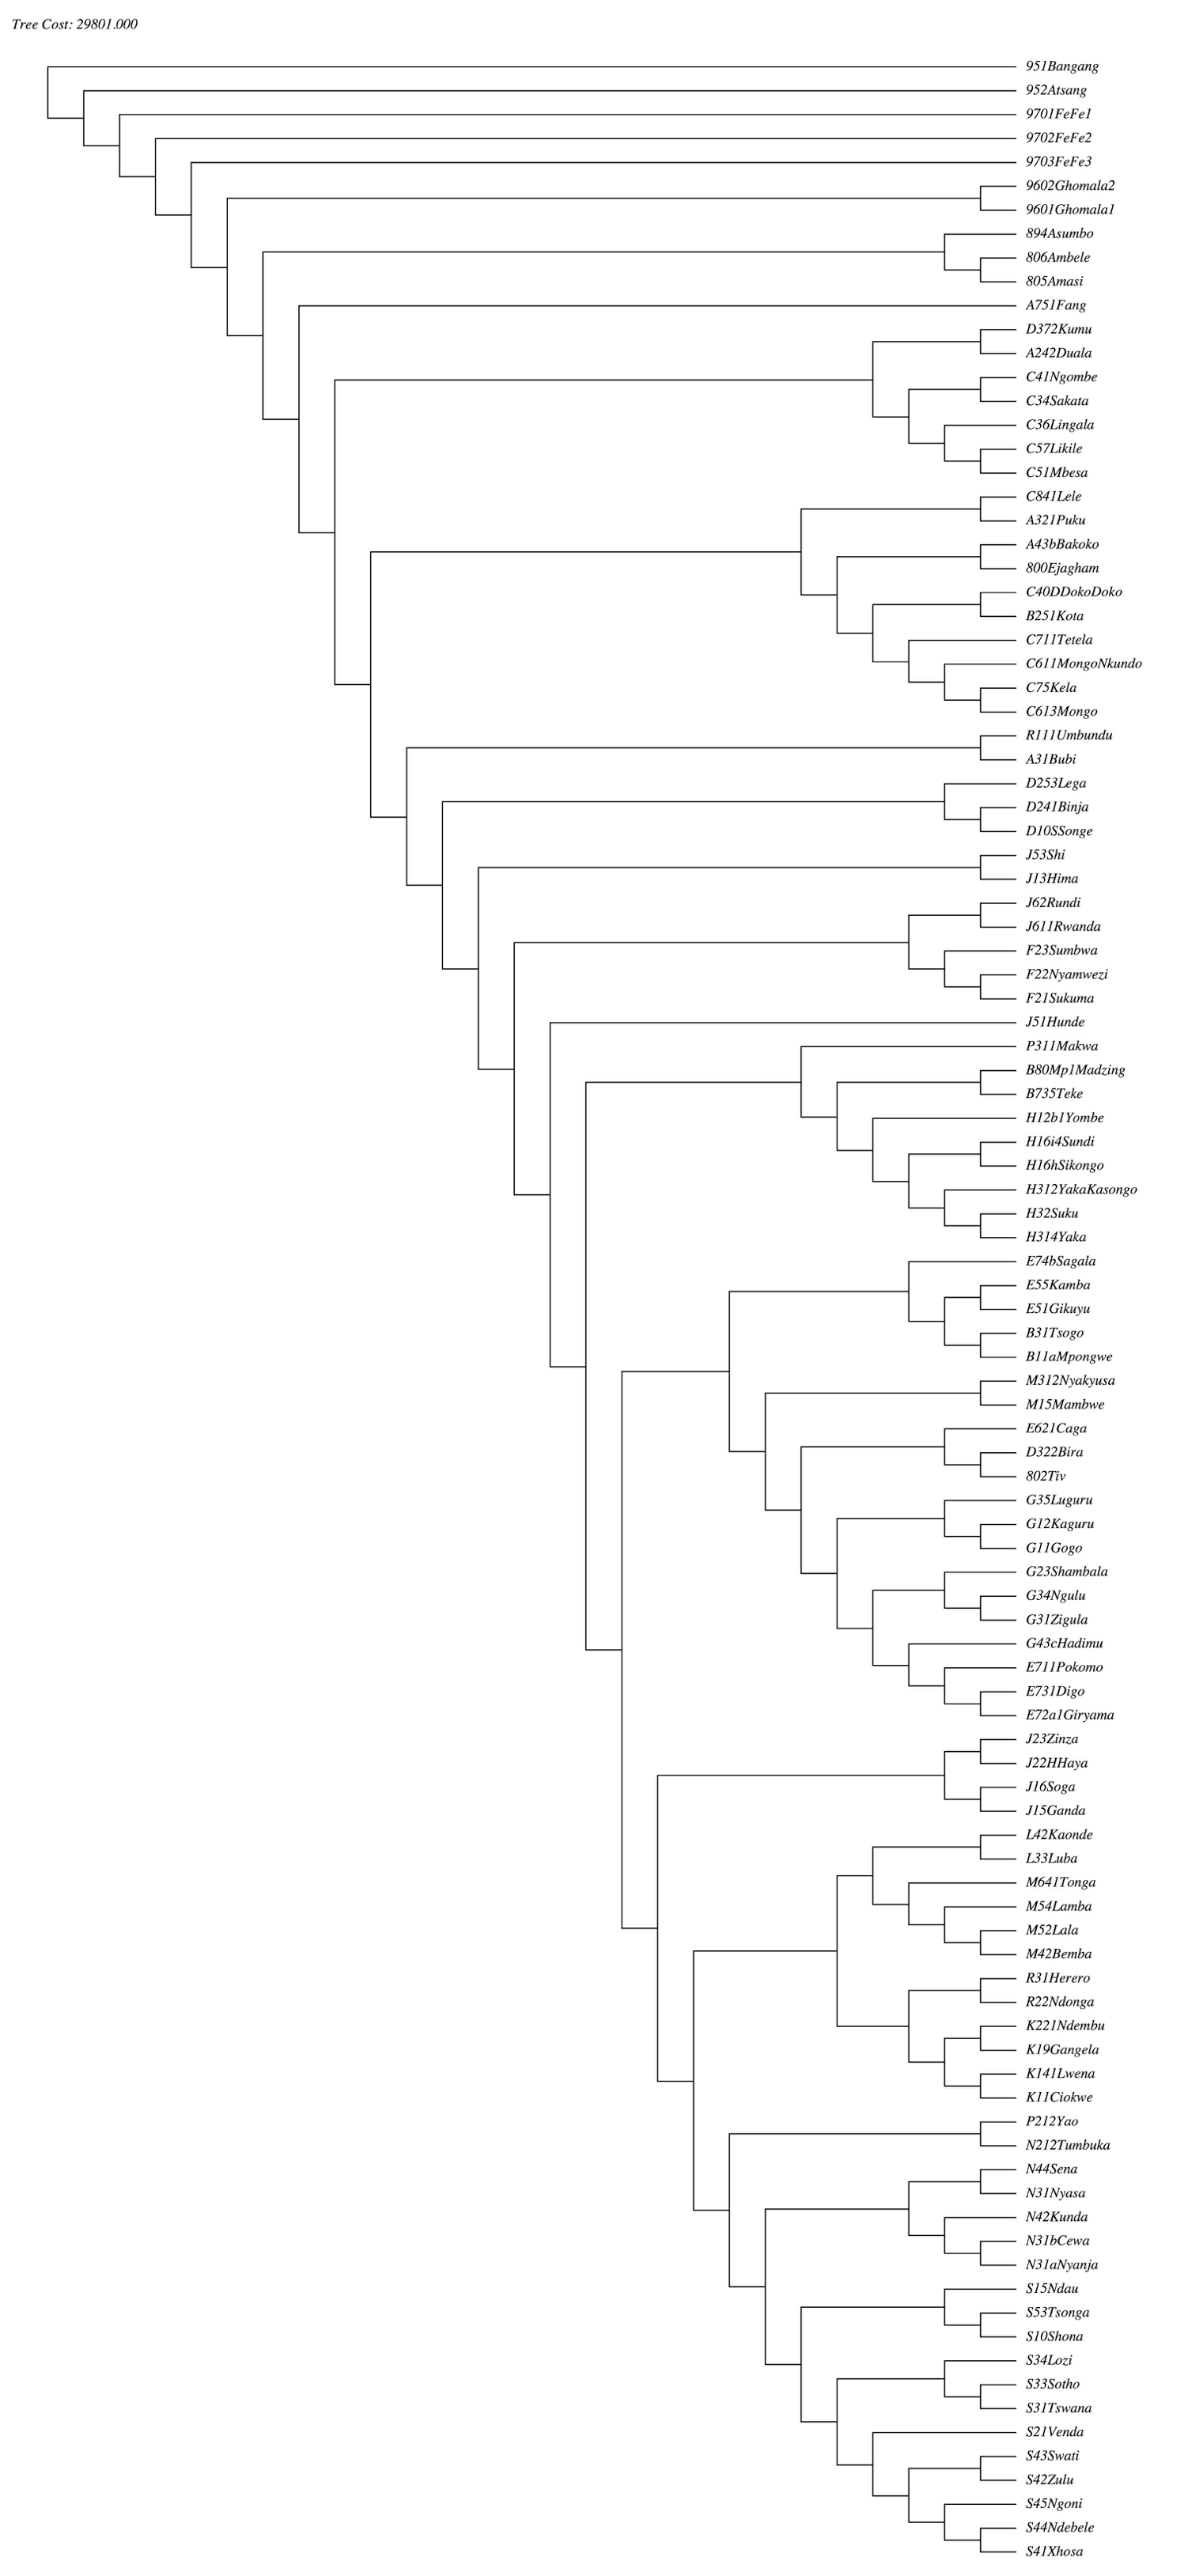 Tree Cost: 29801.000
951Bangang
952Atsang
9701FeFe1
9702FeFe2
9703FeFe3
9602Ghomala2
9601Ghomala1
894Asumbo
806Ambele
805Amasi
A751Fang
D372Kumu
A242Duala
C41Ngombe
C34Sakata
C36Lingala
C57Likile
C51Mbesa
C841Lele
A321Puku
A43bBakoko
800Ejagham
C40DDokoDoko
B251Kota
C711Tetela
C611MongoNkundo
C75Kela
C613Mongo
R111Umbundu
A31Bubi
D253Lega
D241Binja
D10SSonge
J53Shi
J13Hima
J62Rundi
J611Rwanda
F23Sumbwa
F22Nyamwezi
F21Sukuma
J51Hunde
P311Makwa
B80Mp1Madzing
B735Teke
H12b1Yombe
H16i4Sundi
H16hSikongo
H312YakaKasongo
H32Suku
H314Yaka
E74bSagala
E55Kamba
E51Gikuyu
B31Tsogo
B11aMpongwe
M312Nyakyusa
M15Mambwe
E621Caga
D322Bira
802Tiv
G35Luguru
G12Kaguru
G11Gogo
G23Shambala
G34Ngulu
G31Zigula
G43cHadimu
E711Pokomo
E731Digo
E72a1Giryama
J23Zinza
J22HHaya
J16Soga
J15Ganda
L42Kaonde
L33Luba
M641Tonga
M54Lamba
M52Lala
M42Bemba
R31Herero
R22Ndonga
K221Ndembu
K19Gangela
K141Lwena
K11Ciokwe
P212Yao
N212Tumbuka
N44Sena
N31Nyasa
N42Kunda
N31bCewa
N31aNyanja
S15Ndau
S53Tsonga
S10Shona
S34Lozi
S33Sotho
S31Tswana
S21Venda
S43Swati
S42Zulu
S45Ngoni
S44Ndebele
S41Xhosa